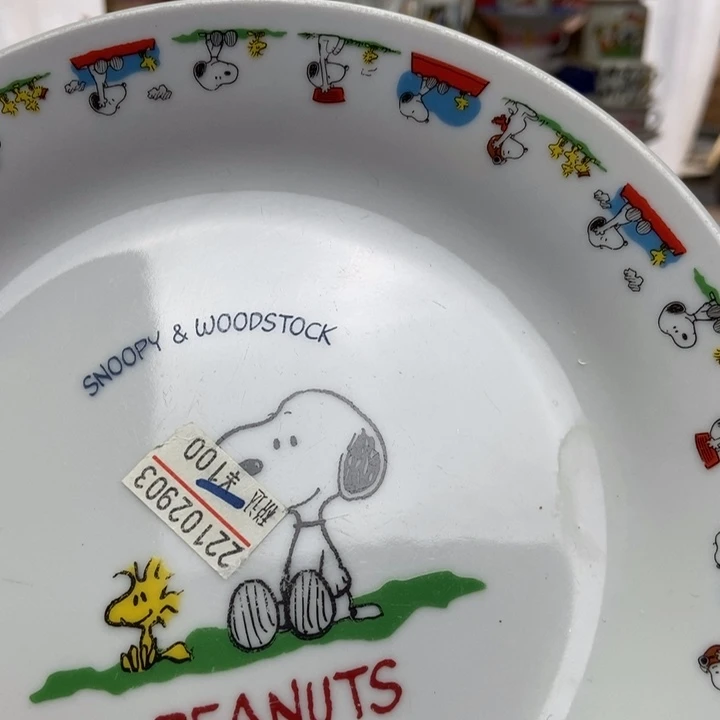 SNOOPY & WOODSTOCK
22102903
¥100 税込
PEANUTS